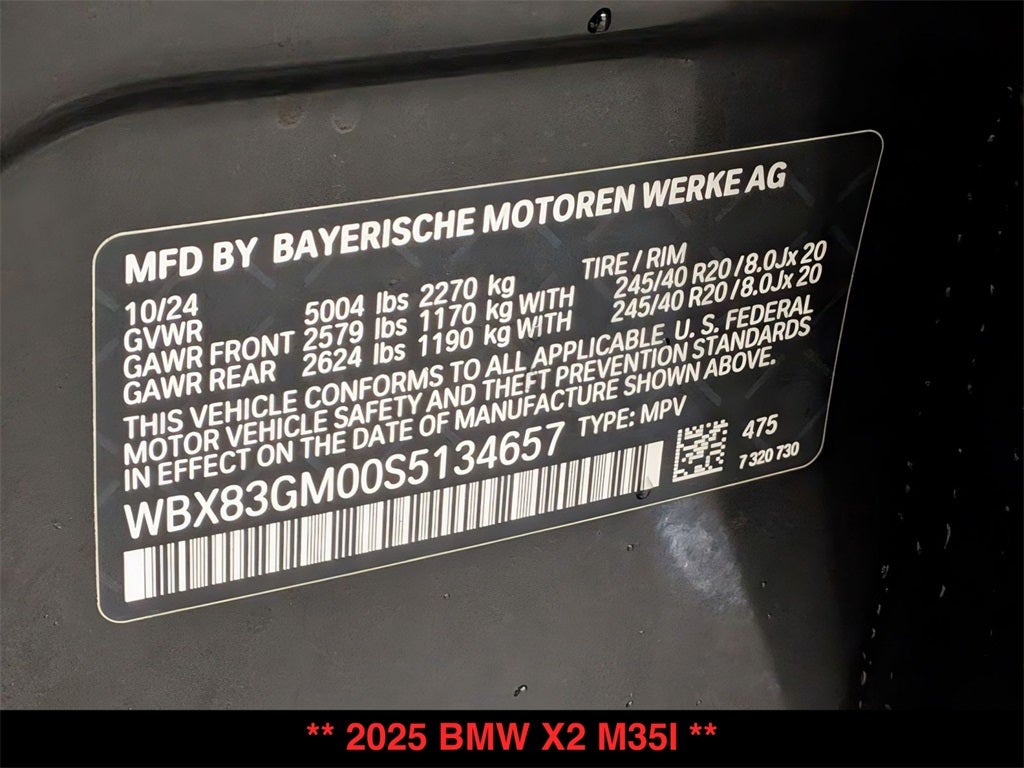 MFD BY BAYERISCHE MOTOREN WERKE AG
10/24 TIRE / RIM
GVWR 5004 lbs 2270 kg
GAWR FRONT 2579 lbs 1170 kg WITH 245/40 R20 / 8.0Jx 20
GAWR REAR 2624 lbs 1190 kg WITH 245/40 R20 / 8.0Jx 20
THIS VEHICLE CONFORMS TO ALL APPLICABLE U. S. FEDERAL
MOTOR VEHICLE SAFETY AND THEFT PREVENTION STANDARDS
IN EFFECT ON THE DATE OF MANUFACTURE SHOWN ABOVE.
WBX83GM00S5134657 TYPE: MPV
475
7 320 730
** 2025 BMW X2 M35I **